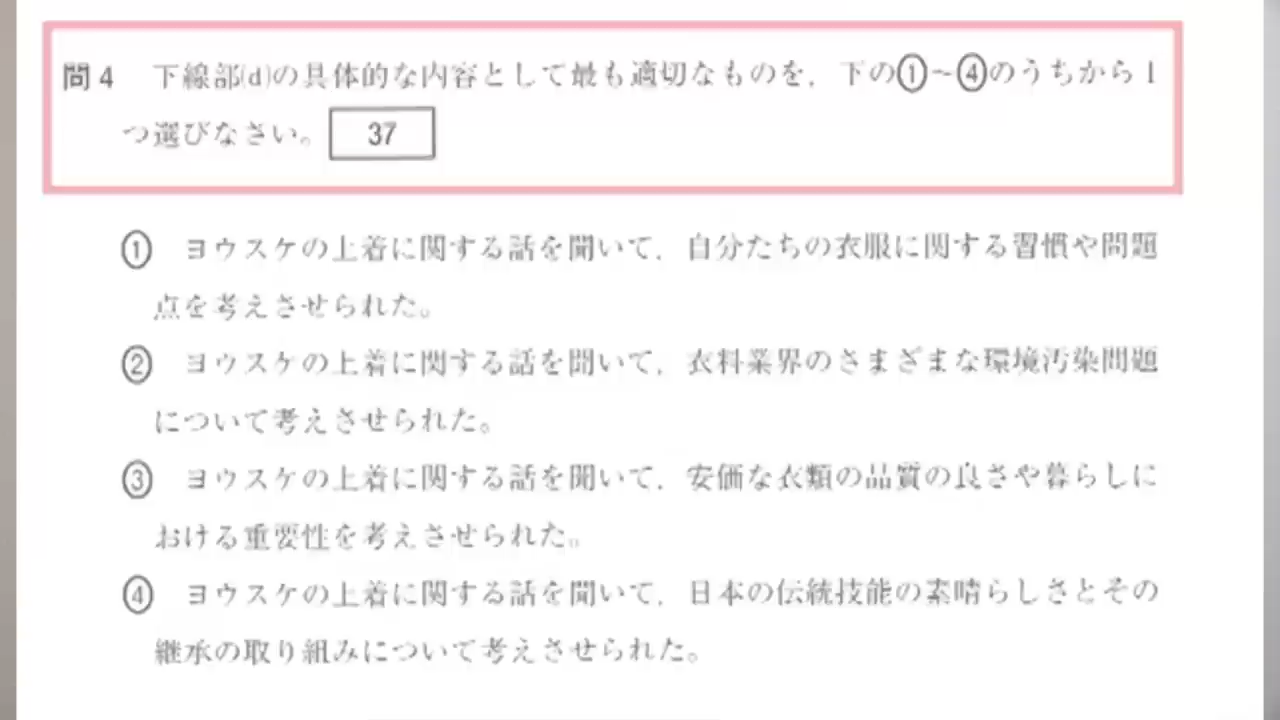 問4 下線部(d)の具体的な内容として最も適切なものを，下の①～④のうちから1
つ選びなさい。 37
① ヨウスケの上着に関する話を聞いて，自分たちの衣服に関する習慣や問題
点を考えさせられた。
② ヨウスケの上着に関する話を聞いて，衣料業界のさまざまな環境汚染問題
について考えさせられた。
③ ヨウスケの上着に関する話を聞いて，安価な衣類の品質の良さや暮らしに
おける重要性を考えさせられた。
④ ヨウスケの上着に関する話を聞いて，日本の伝統技能の素晴らしさとその
継承の取り組みについて考えさせられた。